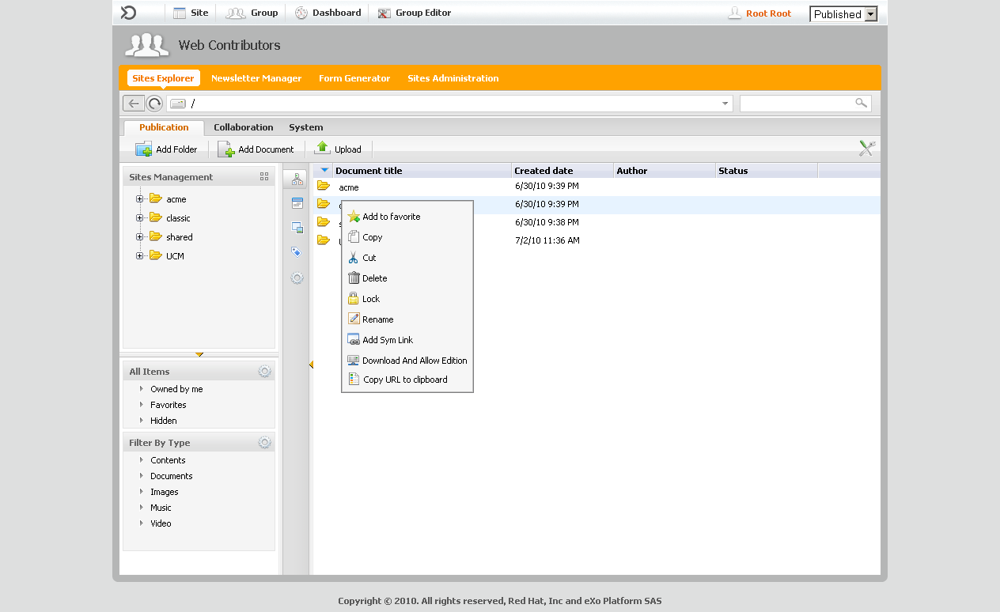 Site Group Dashboard Group Editor Root Root Published
Web Contributors
Sites Explorer Newsletter Manager Form Generator Sites Administration
/
Publication Collaboration System
Add Folder Add Document Upload
Sites Management
acme
classic
shared
UCM
All Items
Owned by me
Favorites
Hidden
Filter By Type
Contents
Documents
Images
Music
Video
Document title Created date Author Status
acme 6/30/10 9:39 PM
6/30/10 9:39 PM
6/30/10 9:38 PM
7/2/10 11:36 AM
Add to favorite
Copy
Cut
Delete
Lock
Rename
Add Sym Link
Download And Allow Edition
Copy URL to clipboard
Copyright © 2010. All rights reserved, Red Hat, Inc and eXo Platform SAS